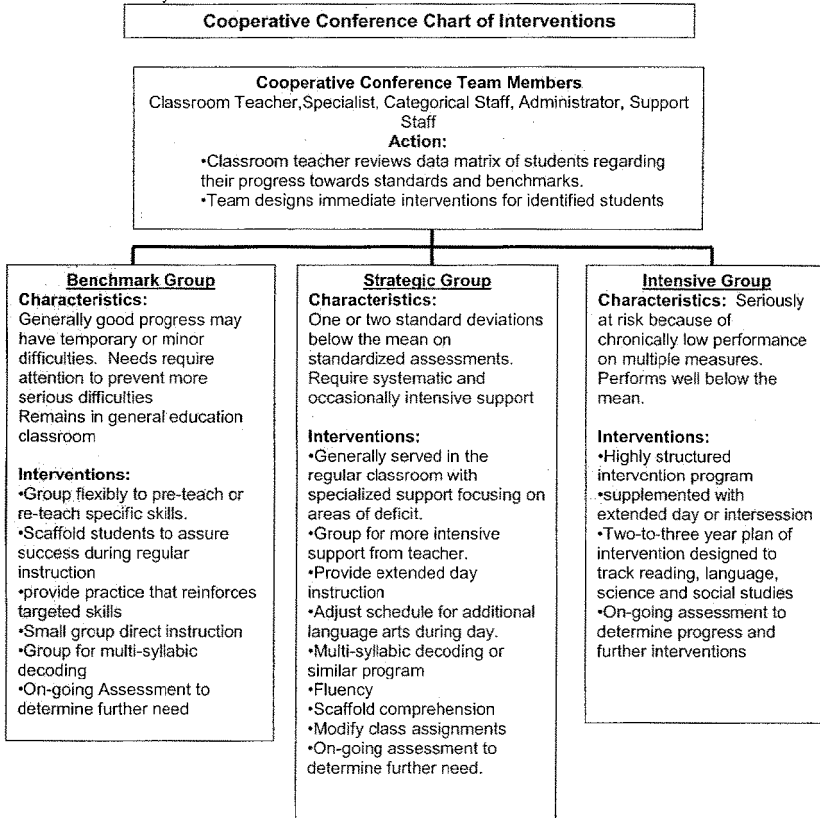 Cooperative Conference Chart of Interventions
Cooperative Conference Team Members
Classroom Teacher,Specialist, Categorical Staff, Administrator, Support
Staff
Action:
•Classroom teacher reviews data matrix of students regarding
their progress towards standards and benchmarks.
•Team designs immediate interventions for identified students
Benchmark Group
Characteristics:
Generally good progress may
have temporary or minor
difficulties. Needs require
attention to prevent more
serious difficulties
Remains in general education
classroom
Interventions:
•Group flexibly to pre-teach or
re-teach specific skills.
•Scaffold students to assure
success during regular
instruction
•provide practice that reinforces
targeted skills
•Small group direct instruction
•Group for multi-syllabic
decoding
•On-going Assessment to
determine further need
Strategic Group
Characteristics:
One or two standard deviations
below the mean on
standardized assessments.
Require systematic and
occasionally intensive support
Interventions:
•Generally served in the
regular classroom with
specialized support focusing on
areas of deficit.
•Group for more intensive
support from teacher.
•Provide extended day
instruction
•Adjust schedule for additional
language arts during day.
•Multi-syllabic decoding or
similar program
•Fluency
•Scaffold comprehension
•Modify class assignments
•On-going assessment to
determine further need.
Intensive Group
Characteristics: Seriously
at risk because of
chronically low performance
on multiple measures.
Performs well below the
mean.
Interventions:
•Highly structured
intervention program
•supplemented with
extended day or intersession
•Two-to-three year plan of
intervention designed to
track reading, language,
science and social studies
•On-going assessment to
determine progress and
further interventions